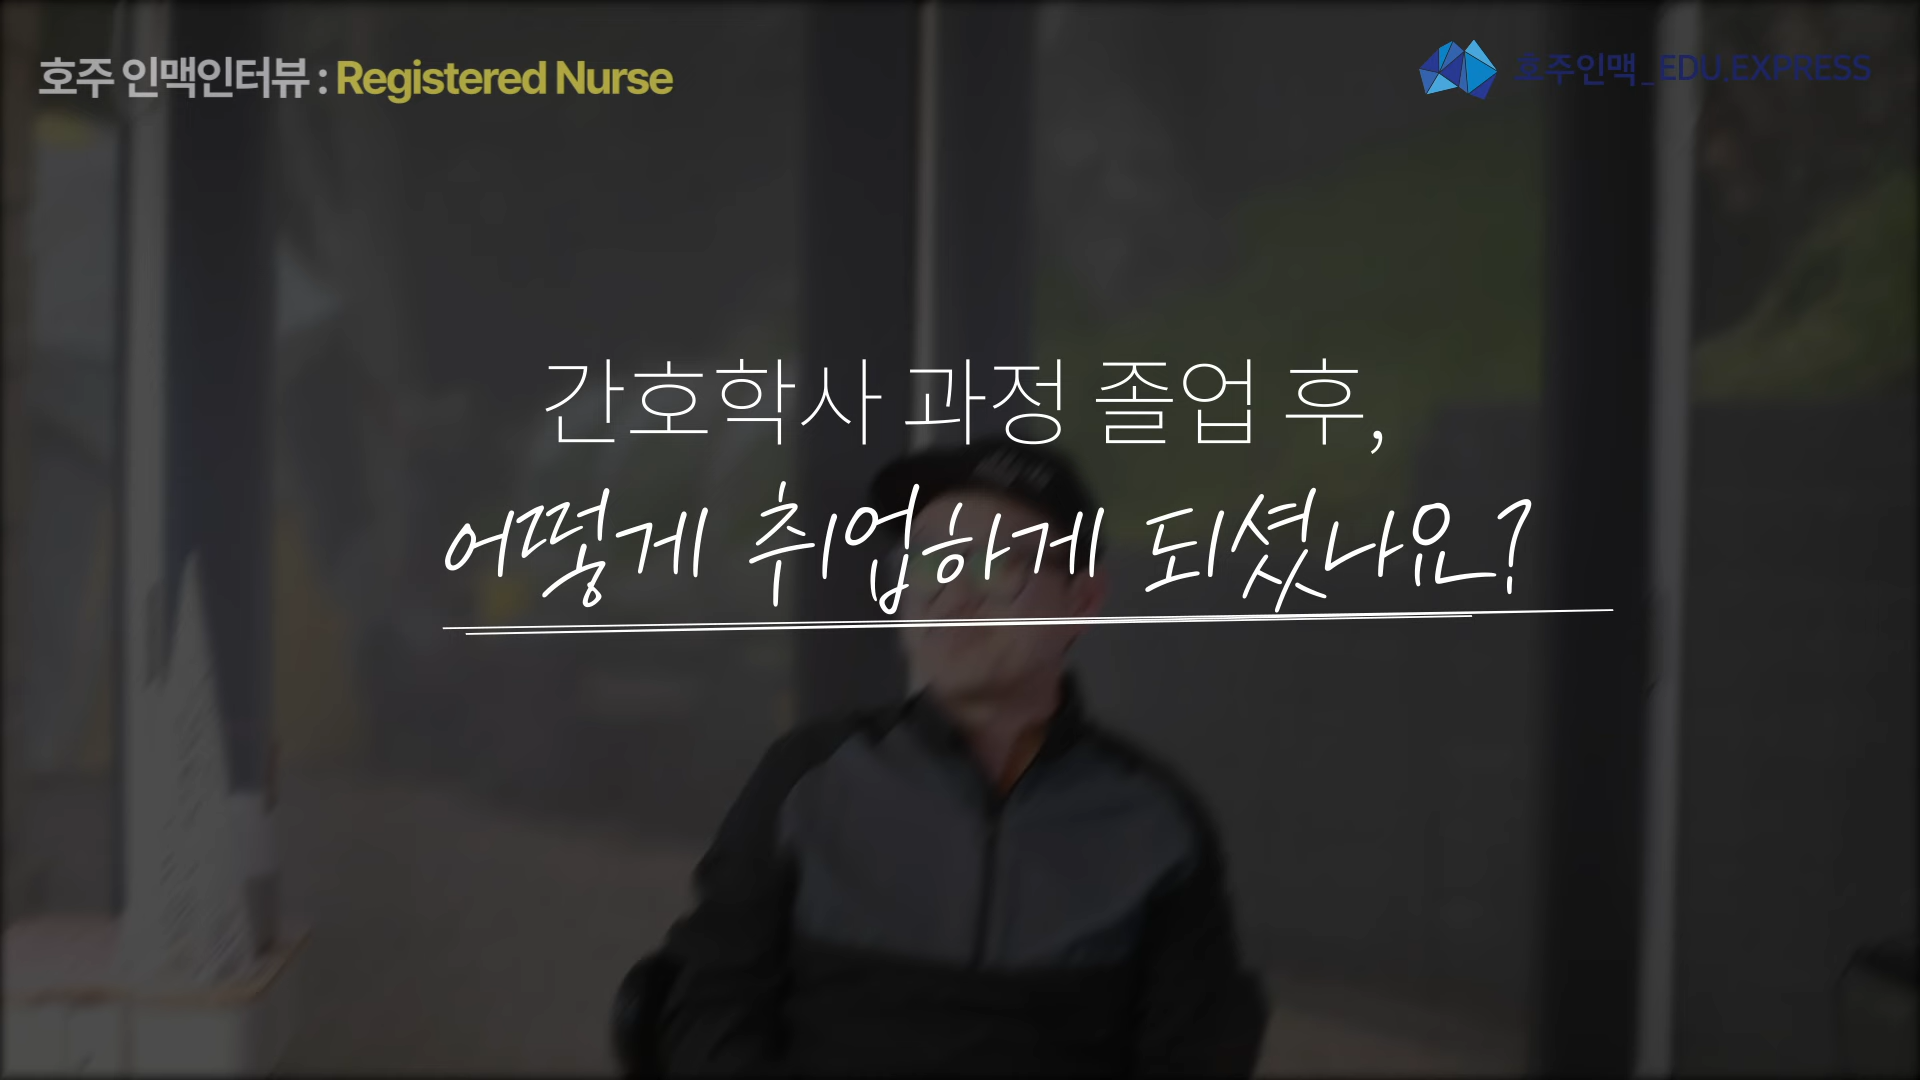 호주 인맥인터뷰 : Registered Nurse
호주인맥_EDU.EXPRESS
간호학사 과정 졸업 후,
어떻게 취업하게 되셨나요?